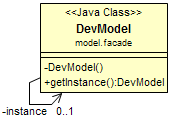 <<Java Class>>
DevModel
model.facade
-DevModel()
+getInstance():DevModel
-instance 0..1